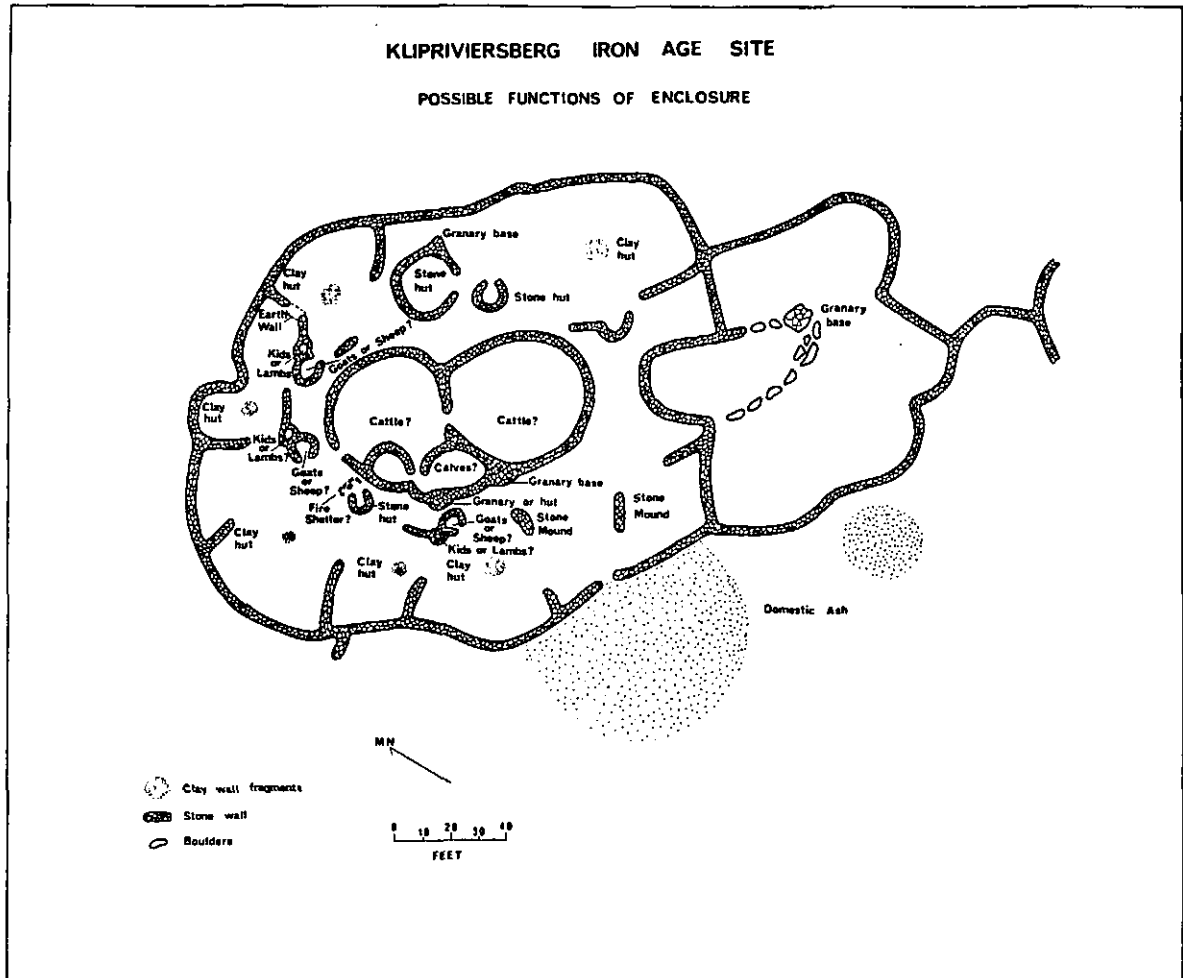 KLIPRIVIERSBERG IRON AGE SITE
POSSIBLE FUNCTIONS OF ENCLOSURE
Granary base
Clay
hut
Stone
hut
Clay
hut
Stone hut
Earth
Wall
Goats or Sheep?
Kids
or
Lambs
Granary
base
Clay
hut
Cattle?
Cattle?
Kids
or
Lambs?
Goats
or
Sheep?
Calves?
Granary base
Fire
Shelter?
Stone
hut
Granary or hut
Goats
or
Sheep?
Stone
Mound
Stone
Mound
Kids or Lambs?
Clay
hut
Clay
hut
Clay
hut
Domestic Ash
MN
Clay wall fragments
Stone wall
Boulders
0 10 20 30 40
FEET